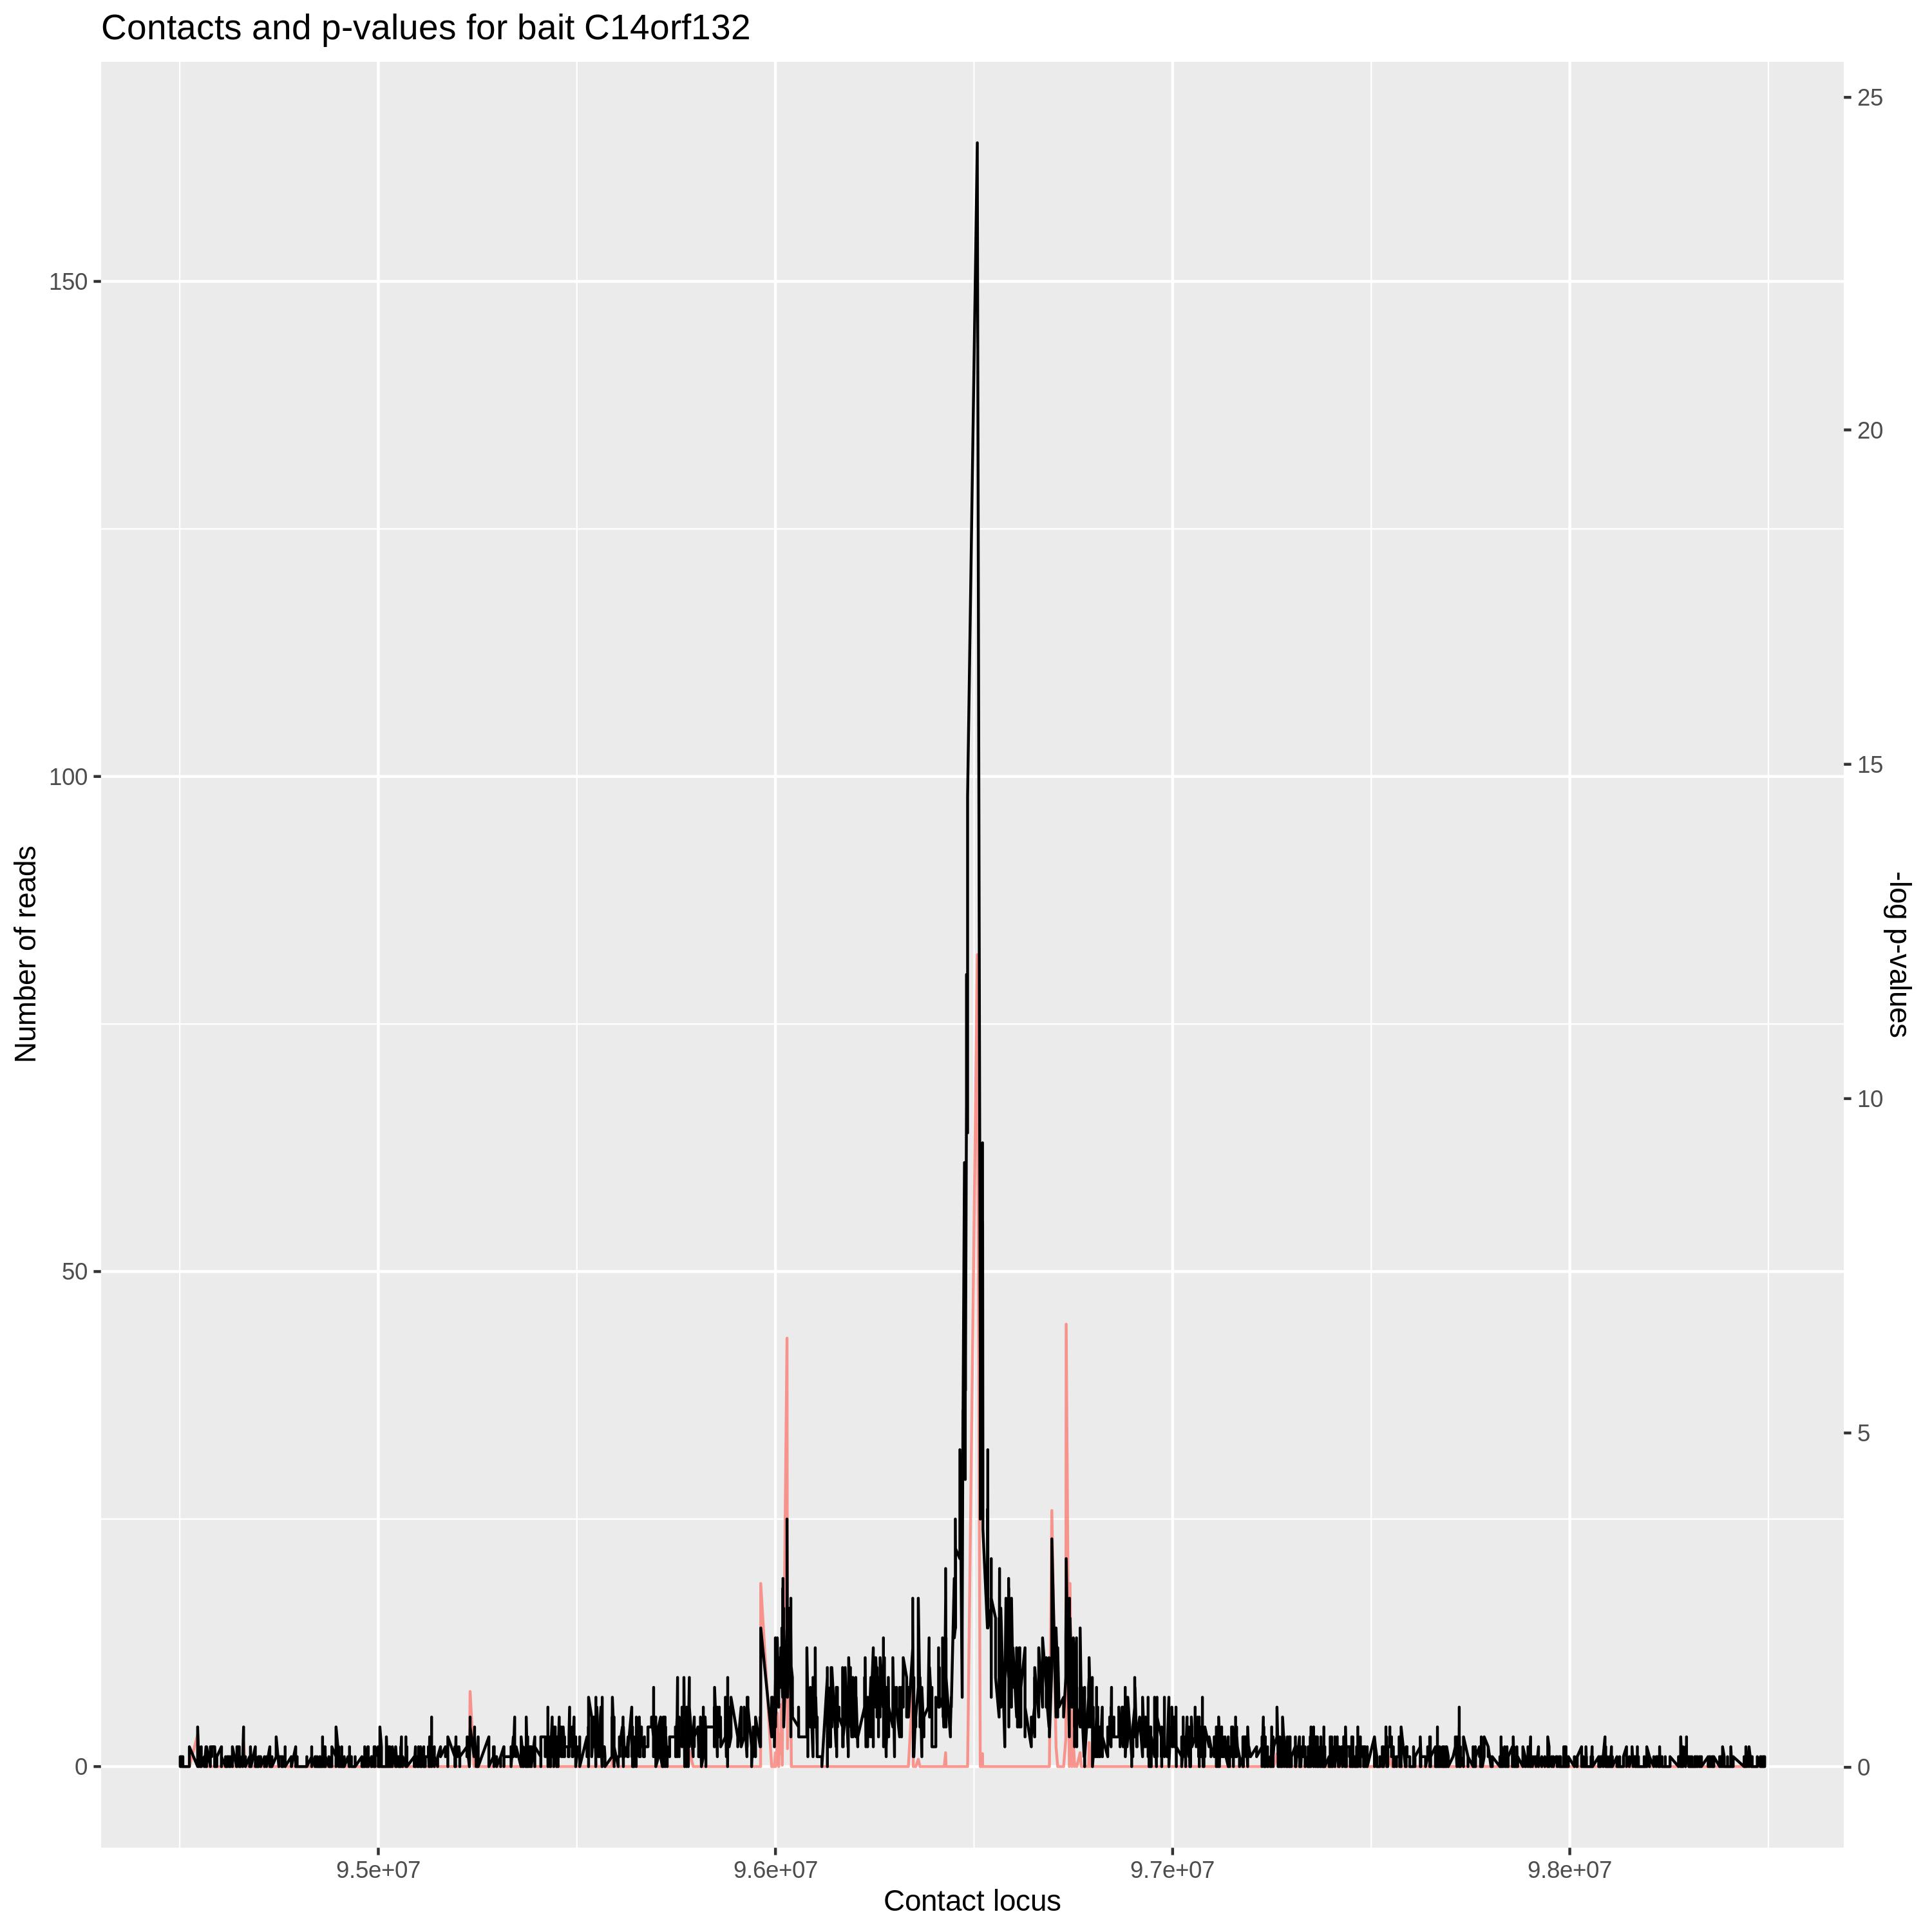 Contacts and p-values for bait C14orf132
25
150
20
100
15
Number of reads
-log p-values
10
50
5
0
0
9.5e+07 9.6e+07 9.7e+07 9.8e+07
Contact locus